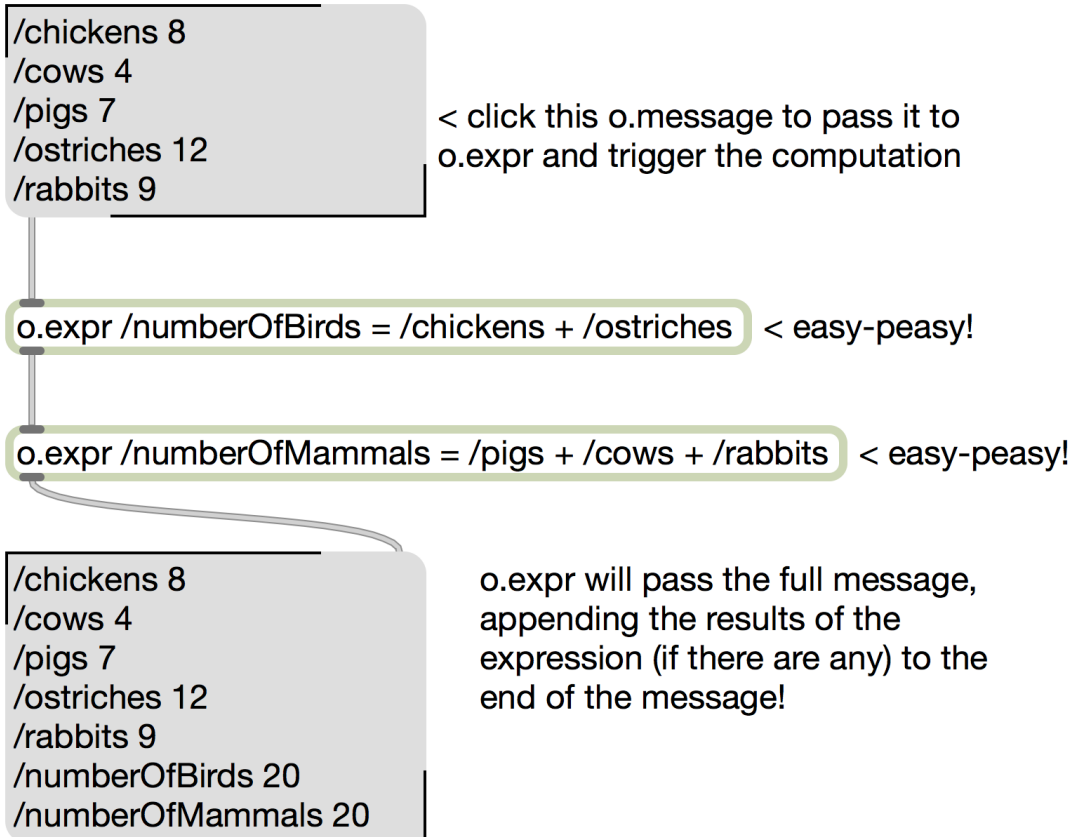 /chickens 8
/cows 4
/pigs 7
/ostriches 12
/rabbits 9
< click this o.message to pass it to
o.expr and trigger the computation
o.expr /numberOfBirds = /chickens + /ostriches
< easy-peasy!
o.expr /numberOfMammals = /pigs + /cows + /rabbits
< easy-peasy!
/chickens 8
/cows 4
/pigs 7
/ostriches 12
/rabbits 9
/numberOfBirds 20
/numberOfMammals 20
o.expr will pass the full message,
appending the results of the
expression (if there are any) to the
end of the message!